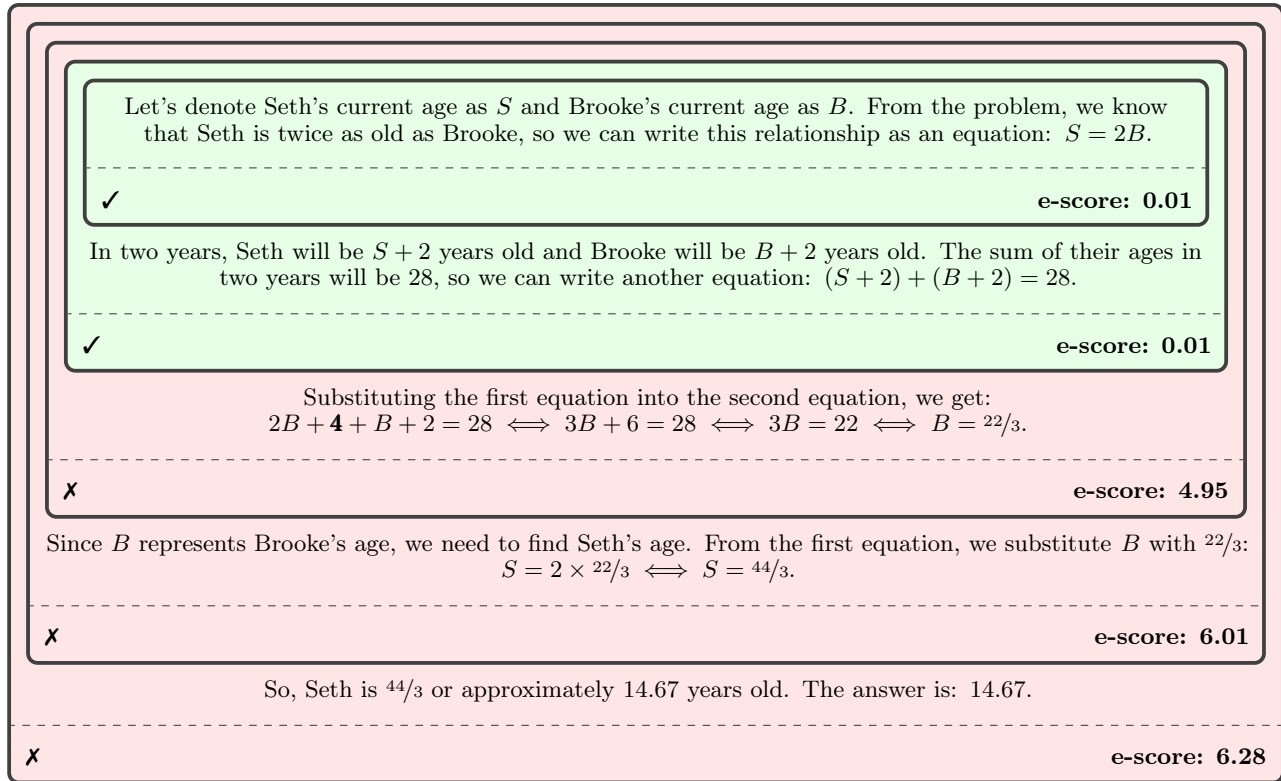 Let's denote Seth's current age as S and Brooke's current age as B. From the problem, we know
that Seth is twice as old as Brooke, so we can write this relationship as an equation: S = 2B.
✓ e-score: 0.01
In two years, Seth will be S + 2 years old and Brooke will be B + 2 years old. The sum of their ages in
two years will be 28, so we can write another equation: (S + 2) + (B + 2) = 28.
✓ e-score: 0.01
Substituting the first equation into the second equation, we get:
2B + 4 + B + 2 = 28 ⟺ 3B + 6 = 28 ⟺ 3B = 22 ⟺ B = 22/3.
✗ e-score: 4.95
Since B represents Brooke's age, we need to find Seth's age. From the first equation, we substitute B with 22/3:
S = 2 × 22/3 ⟺ S = 44/3.
✗ e-score: 6.01
So, Seth is 44/3 or approximately 14.67 years old. The answer is: 14.67.
✗ e-score: 6.28